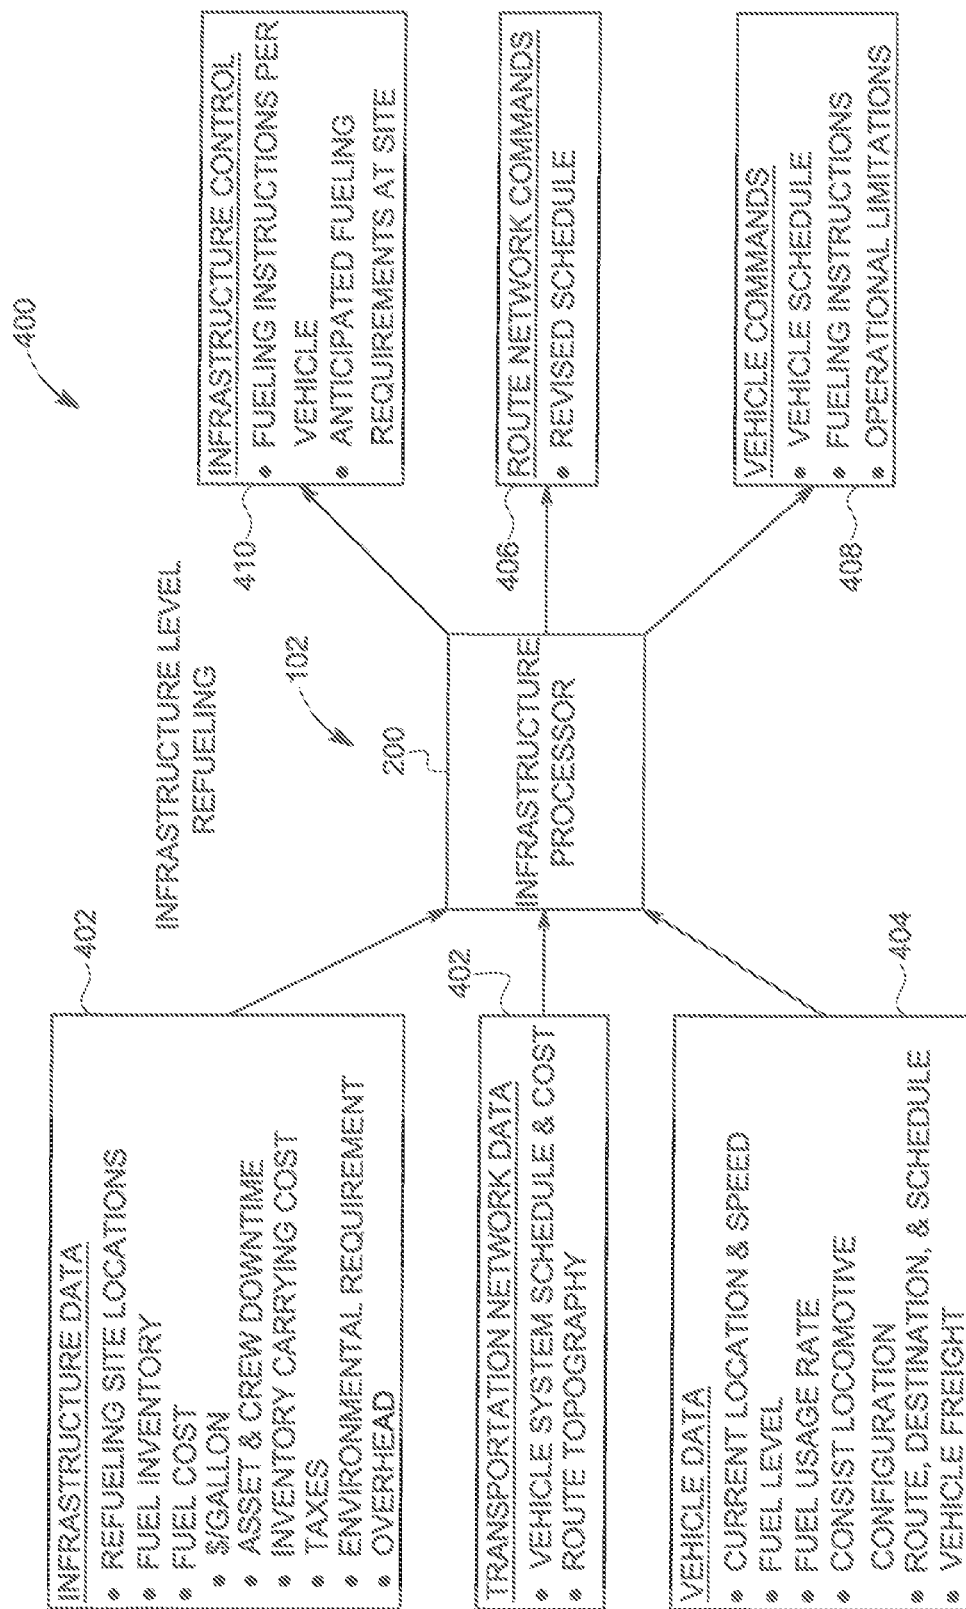 400
INFRASTRUCTURE LEVEL
REFUELING
402
INFRASTRUCTURE DATA
• REFUELING SITE LOCATIONS
• FUEL INVENTORY
• FUEL COST
• $/GALLON
• ASSET & CREW DOWNTIME
• INVENTORY CARRYING COST
• TAXES
• ENVIRONMENTAL REQUIREMENT
• OVERHEAD
402
TRANSPORTATION NETWORK DATA
• VEHICLE SYSTEM SCHEDULE & COST
• ROUTE TOPOGRAPHY
404
VEHICLE DATA
• CURRENT LOCATION & SPEED
• FUEL LEVEL
• FUEL USAGE RATE
• CONSIST LOCOMOTIVE
CONFIGURATION
• ROUTE, DESTINATION, & SCHEDULE
• VEHICLE FREIGHT
102
200
INFRASTRUCTURE
PROCESSOR
410
INFRASTRUCTURE CONTROL
• FUELING INSTRUCTIONS PER
VEHICLE
• ANTICIPATED FUELING
REQUIREMENTS AT SITE
406
ROUTE NETWORK COMMANDS
• REVISED SCHEDULE
408
VEHICLE COMMANDS
• VEHICLE SCHEDULE
• FUELING INSTRUCTIONS
• OPERATIONAL LIMITATIONS